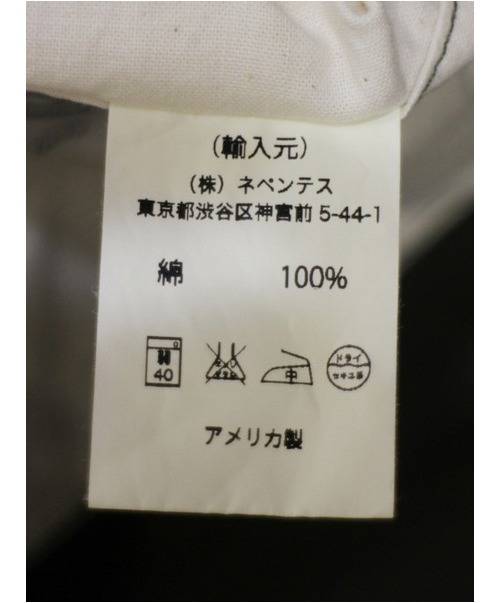 (輸入元)
(株) ネペンテス
東京都渋谷区神宮前 5-44-1
綿 100%
40 中 ドライ
アメリカ製